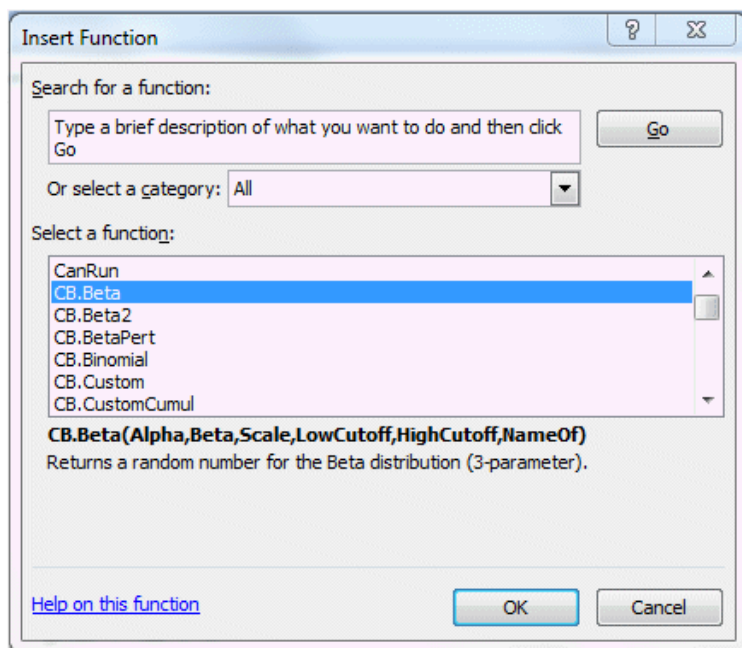 Insert Function
Search for a function:
Type a brief description of what you want to do and then click
Go
Go
Or select a category: All
Select a function:
CanRun
CB.Beta
CB.Beta2
CB.BetaPert
CB.Binomial
CB.Custom
CB.CustomCumul
CB.Beta(Alpha,Beta,Scale,LowCutoff,HighCutoff,NameOf)
Returns a random number for the Beta distribution (3-parameter).
Help on this function
OK
Cancel